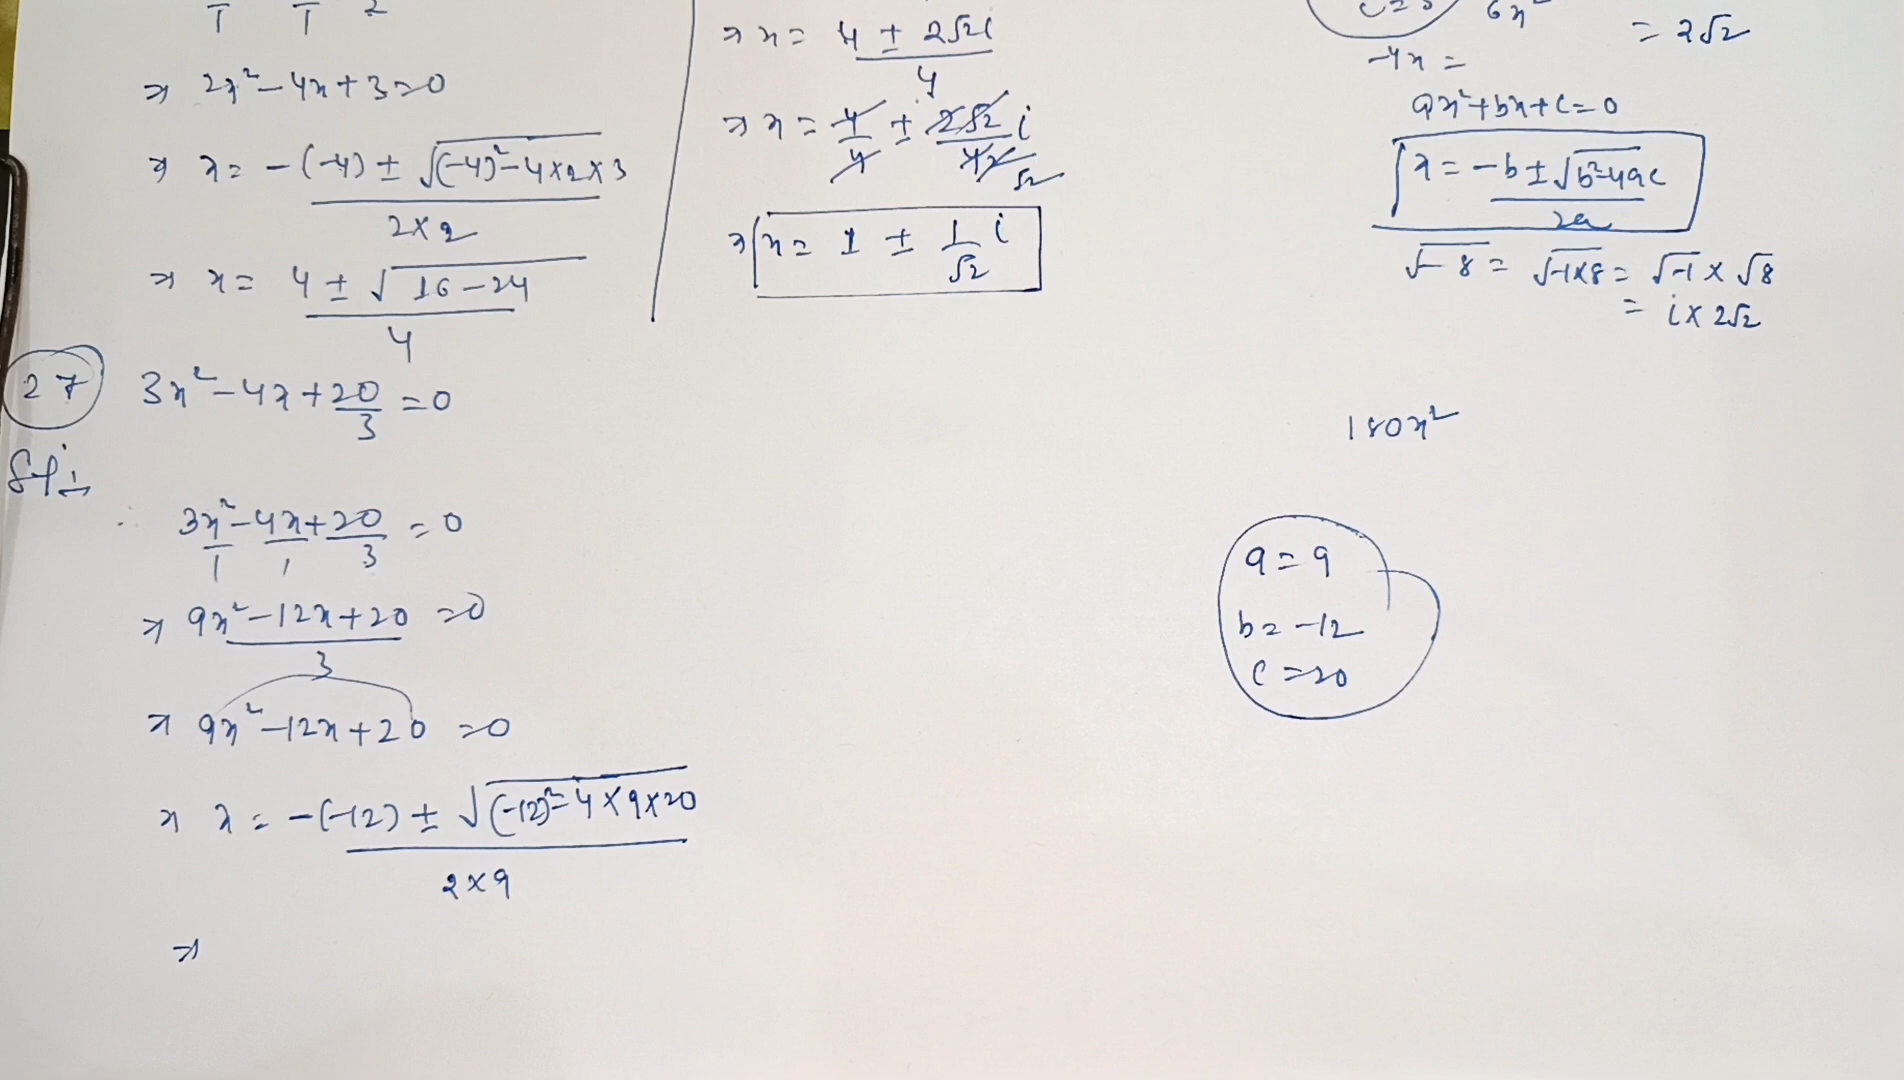 T T 2
⇒ 2x² - 4x + 3 = 0
⇒ x = -(-4) ± √(-4)² - 4×2×3
2×2
⇒ x = 4 ± √16 - 24
4
⇒ x = 4 ± 2√2i
4
⇒ x = 4/4 ± 2√2/4×√2 i
⇒ x = 1 ± 1/√2 i
6x²
= 2√2
-4x =
ax² + bx + c = 0
x = -b ± √b² - 4ac
2a
√-8 = √-1×8 = √-1 × √8
= i × 2√2
27 3x² - 4x + 20/3 = 0
3x²/1 - 4x/1 + 20/3 = 0
⇒ 9x² - 12x + 20 = 0
3
⇒ 9x² - 12x + 20 = 0
⇒ x = -(-12) ± √(-12)² - 4×9×20
2×9
⇒
180x²
a = 9
b = -12
c = 20